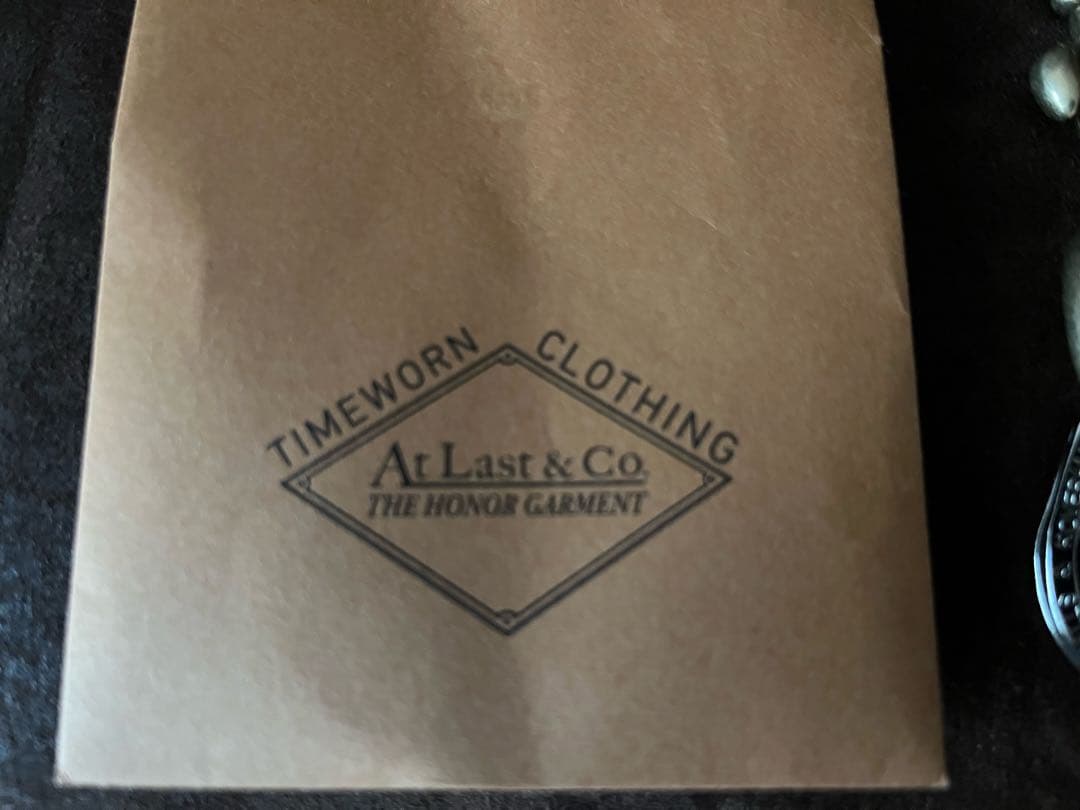 TIMEWORN CLOTHING
At Last & Co.
THE HONOR GARMENT